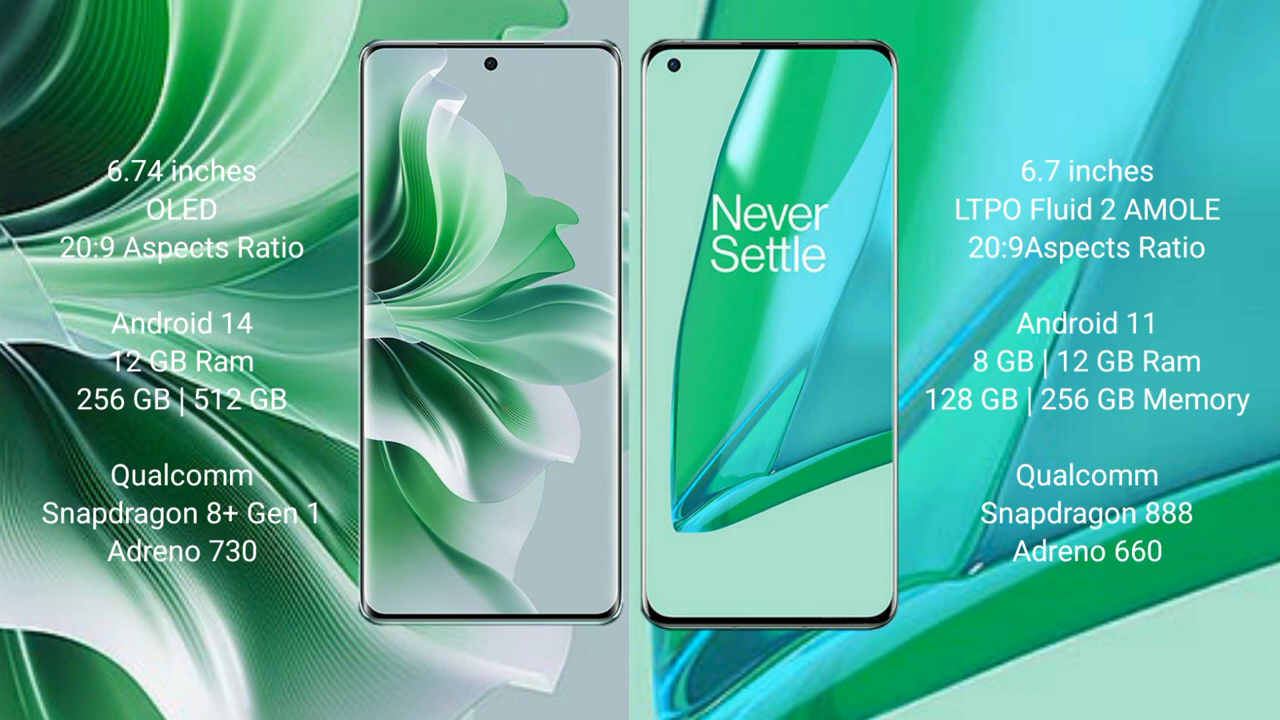 6.74 inches
OLED
20:9 Aspects Ratio
Android 14
12 GB Ram
256 GB | 512 GB
Qualcomm
Snapdragon 8+ Gen 1
Adreno 730
Never
Settle
6.7 inches
LTPO Fluid 2 AMOLE
20:9Aspects Ratio
Android 11
8 GB | 12 GB Ram
128 GB | 256 GB Memory
Qualcomm
Snapdragon 888
Adreno 660